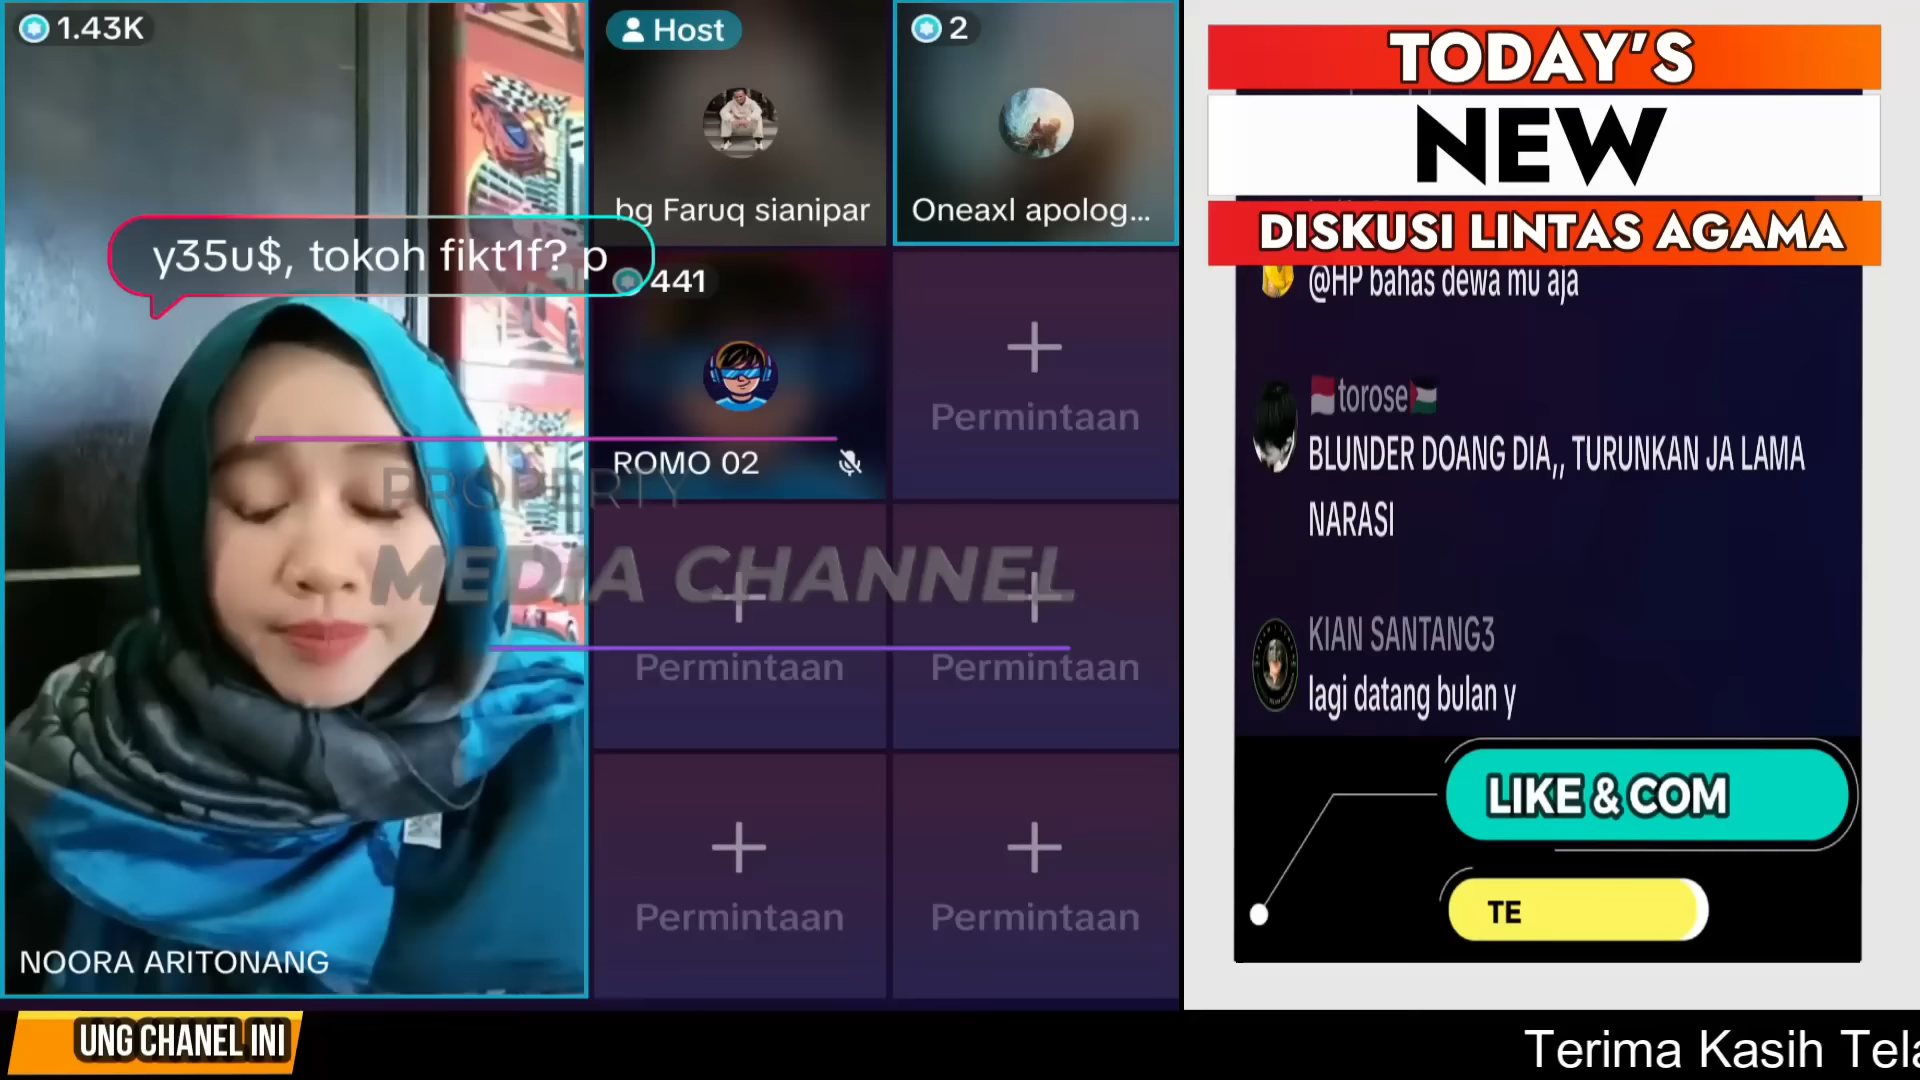 1.43K
Host
2
bg Faruq sianipar
Oneaxl apolog...
y35u$, tokoh fikt1f? p
441
ROMO 02
Permintaan
PROPERTY
MEDIA CHANNEL
Permintaan
Permintaan
Permintaan
Permintaan
NOORA ARITONANG
TODAY'S
NEW
DISKUSI LINTAS AGAMA
@HP bahas dewa mu aja
torose
BLUNDER DOANG DIA,, TURUNKAN JA LAMA
NARASI
KIAN SANTANG3
lagi datang bulan y
LIKE & COM
TE
UNG CHANEL INI
Terima Kasih Tela